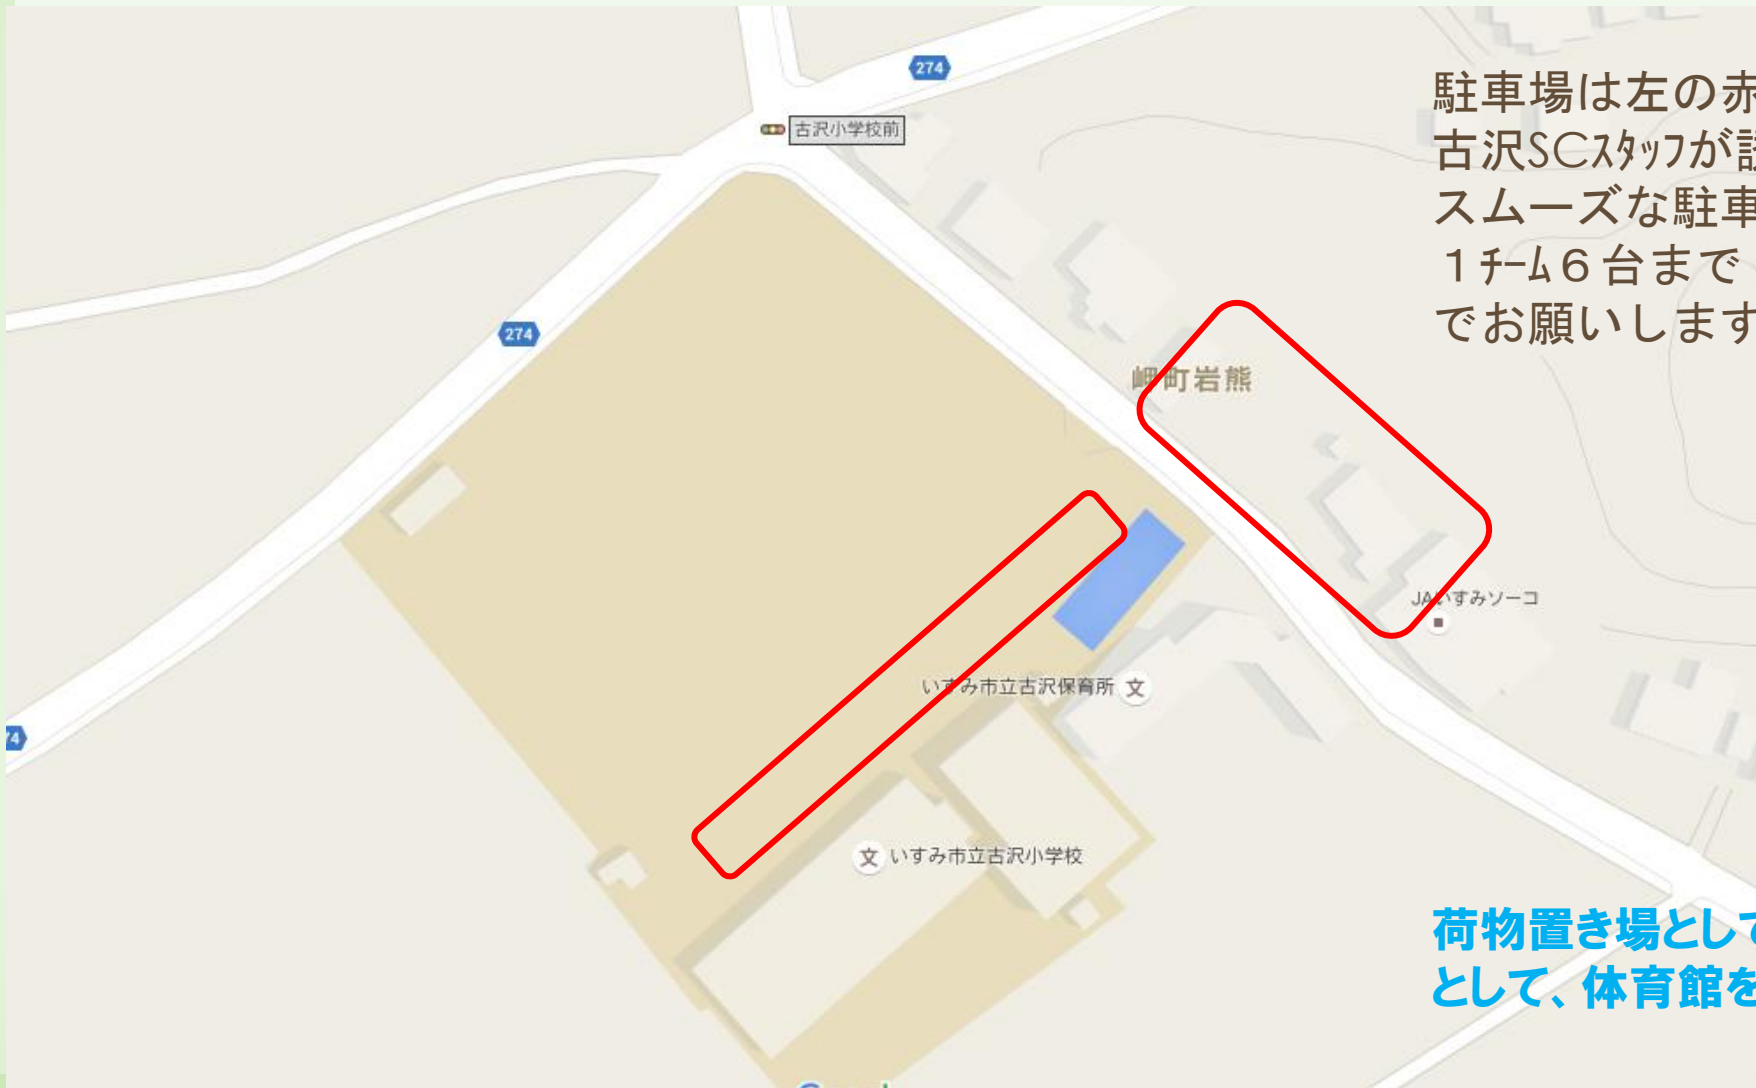 274
古沢小学校前
駐車場は左の赤
古沢SCｽﾀｯﾌが
スムーズな駐車
１ﾁｰﾑ６台まで
でお願いします
274
岬町岩熊
JAいすみソーコ
いすみ市立古沢保育所 文
74
文 いすみ市立古沢小学校
荷物置き場として
として、体育館を